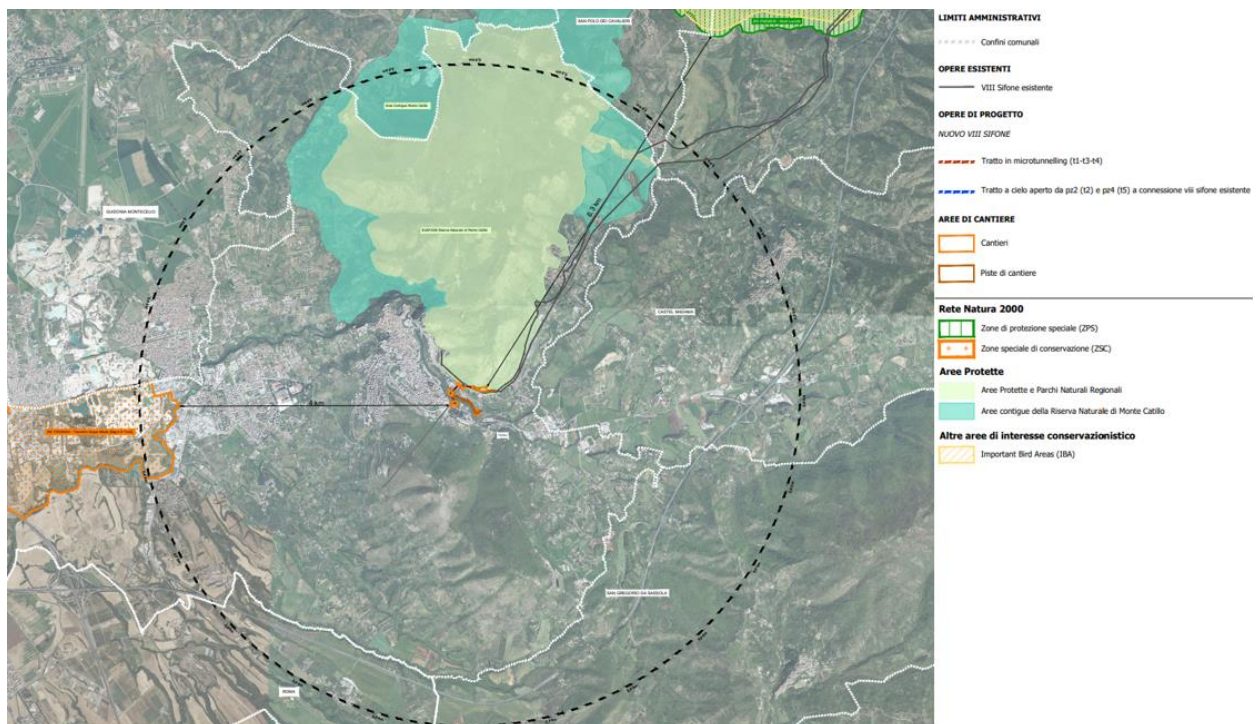 SAN POLO DEI CAVALIERI
GUIDONIA MONTECELIO
CASTEL MADAMA
6.3 km
4 km
SAN GREGORIO DA SASSOLA
ROMA
LIMITI AMMINISTRATIVI
Confini comunali
OPERE ESISTENTI
VIII Sifone esistente
OPERE DI PROGETTO
NUOVO VIII SIFONE
Tratto in microtunnelling (t1-t3-t4)
Tratto a cielo aperto da pz2 (t2) e pz4 (t5) a connessione viii sifone esistente
AREE DI CANTIERE
Cantieri
Piste di cantiere
Rete Natura 2000
Zone di protezione speciale (ZPS)
Zone speciale di conservazione (ZSC)
Aree Protette
Aree Protette e Parchi Naturali Regionali
Aree contigue della Riserva Naturale di Monte Catillo
Altre aree di interesse conservazionistico
Important Bird Areas (IBA)